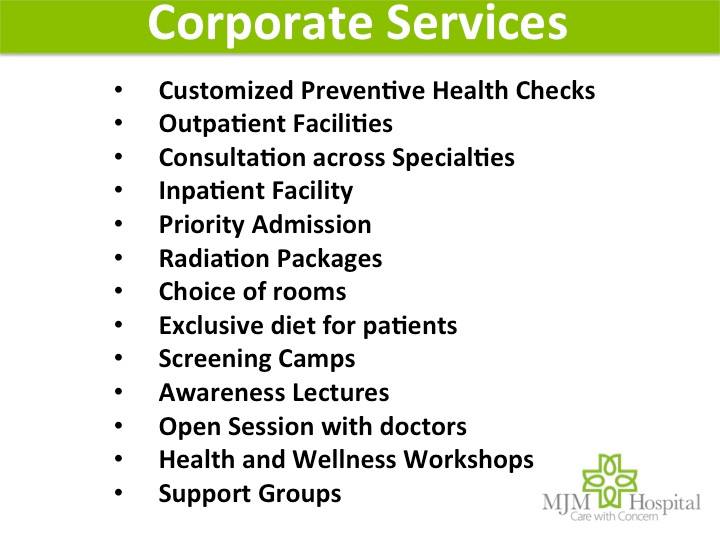 Corporate Services
• Customized Preventive Health Checks
• Outpatient Facilities
• Consultation across Specialties
• Inpatient Facility
• Priority Admission
• Radiation Packages
• Choice of rooms
• Exclusive diet for patients
• Screening Camps
• Awareness Lectures
• Open Session with doctors
• Health and Wellness Workshops
• Support Groups
MJM Hospital
Care with Concern